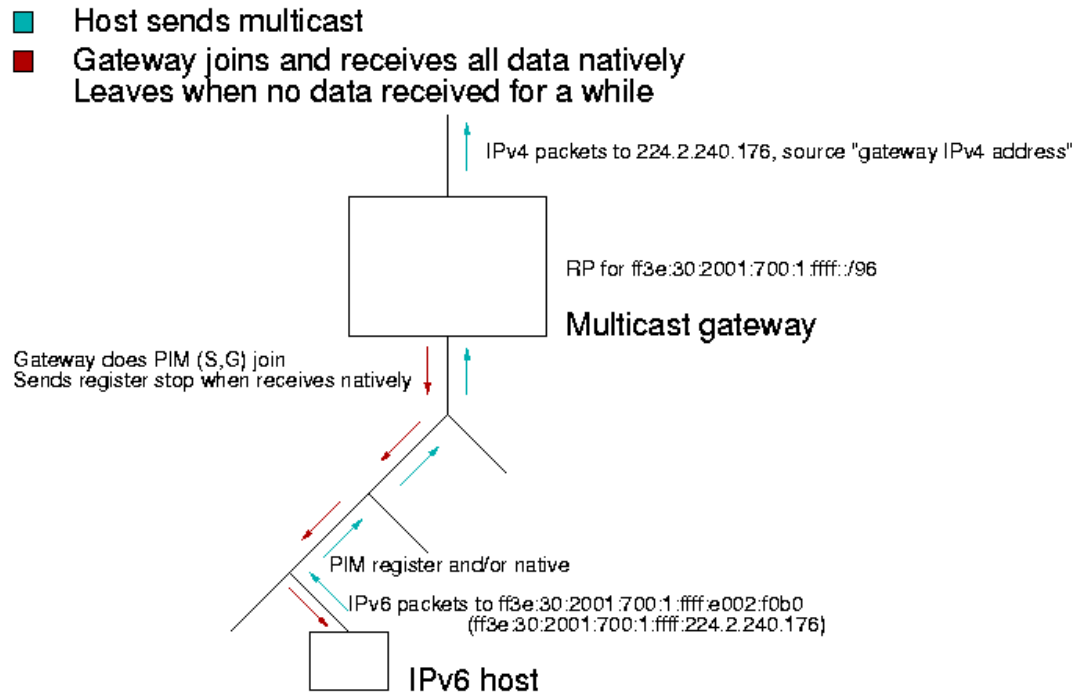 Host sends multicast
Gateway joins and receives all data natively
Leaves when no data received for a while
IPv4 packets to 224.2.240.176, source "gateway IPv4 address"
RP for ff3e:30:2001:700:1:ffff::/96
Multicast gateway
Gateway does PIM (S,G) join
Sends register stop when receives natively
PIM register and/or native
IPv6 packets to ff3e:30:2001:700:1:ffff:e002:f0b0
(ff3e:30:2001:700:1:ffff:224.2.240.176)
IPv6 host